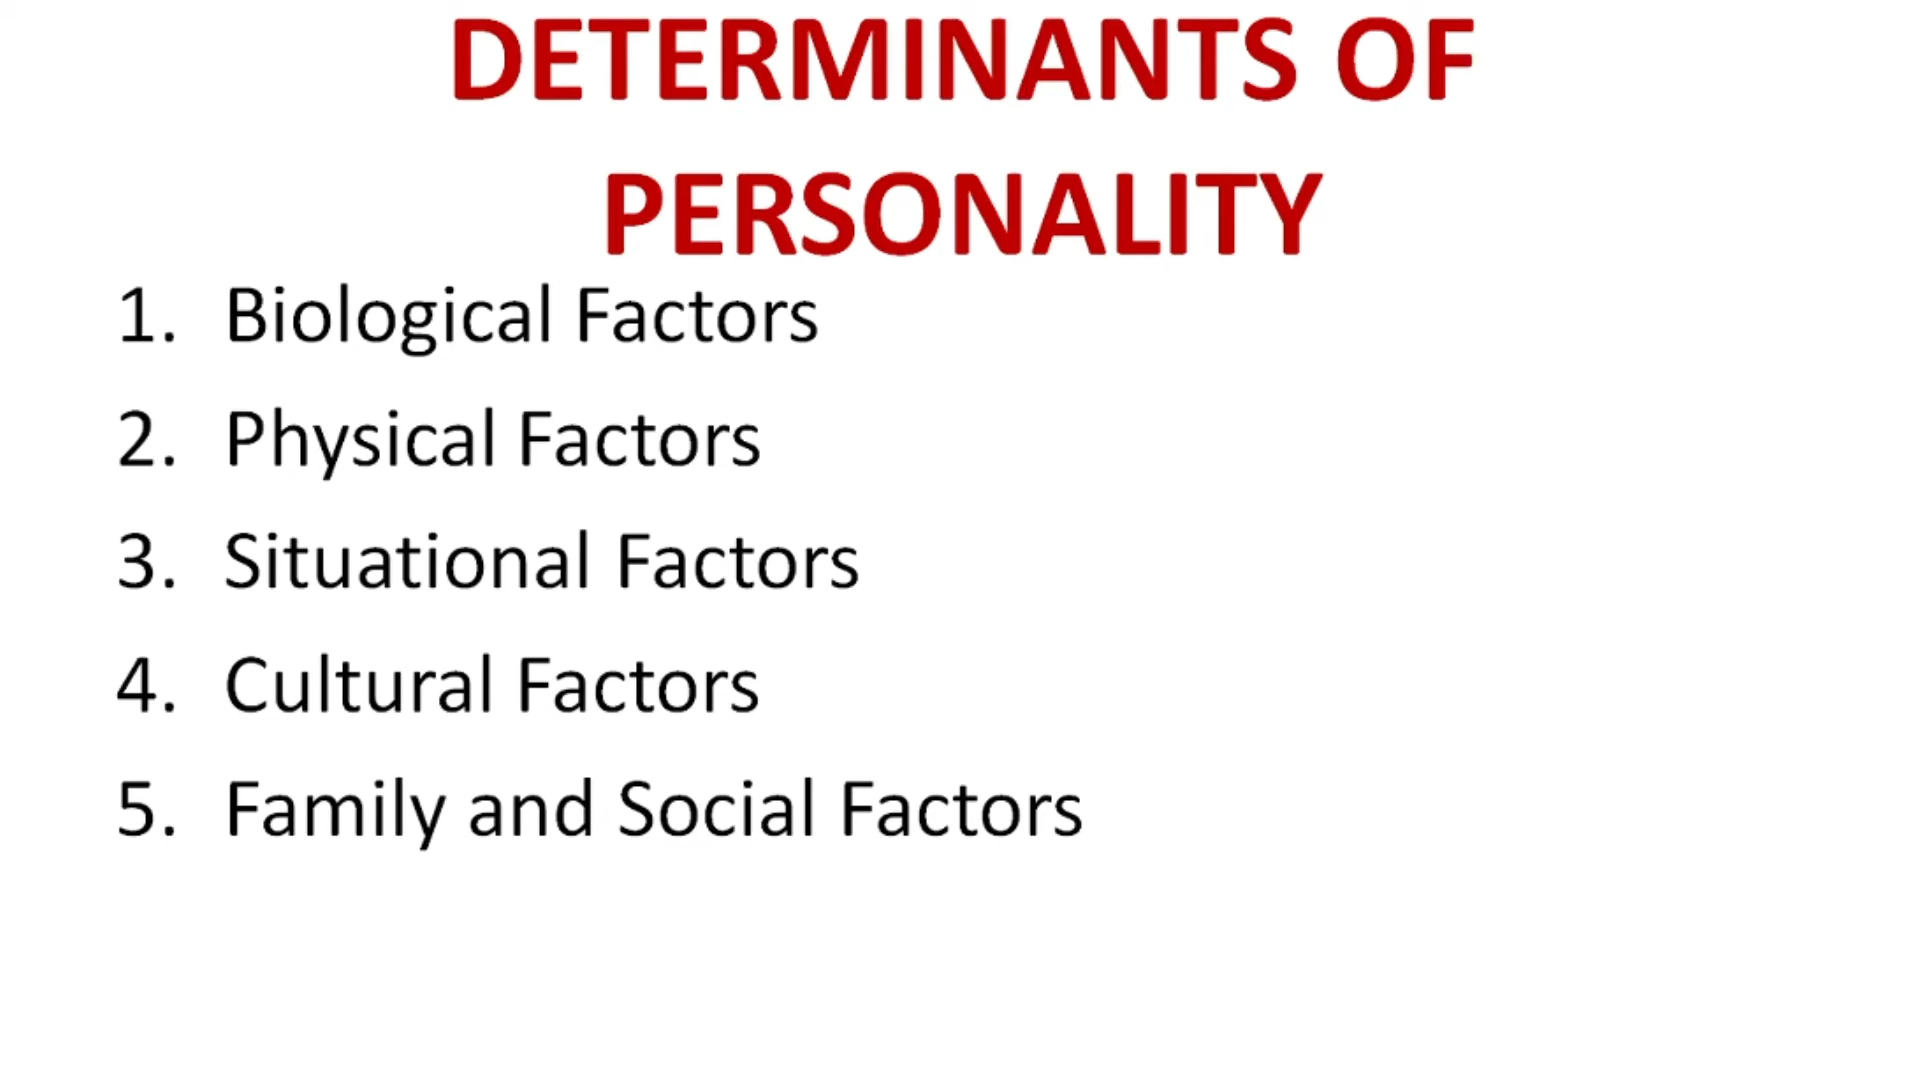 DETERMINANTS OF
PERSONALITY
1. Biological Factors
2. Physical Factors
3. Situational Factors
4. Cultural Factors
5. Family and Social Factors